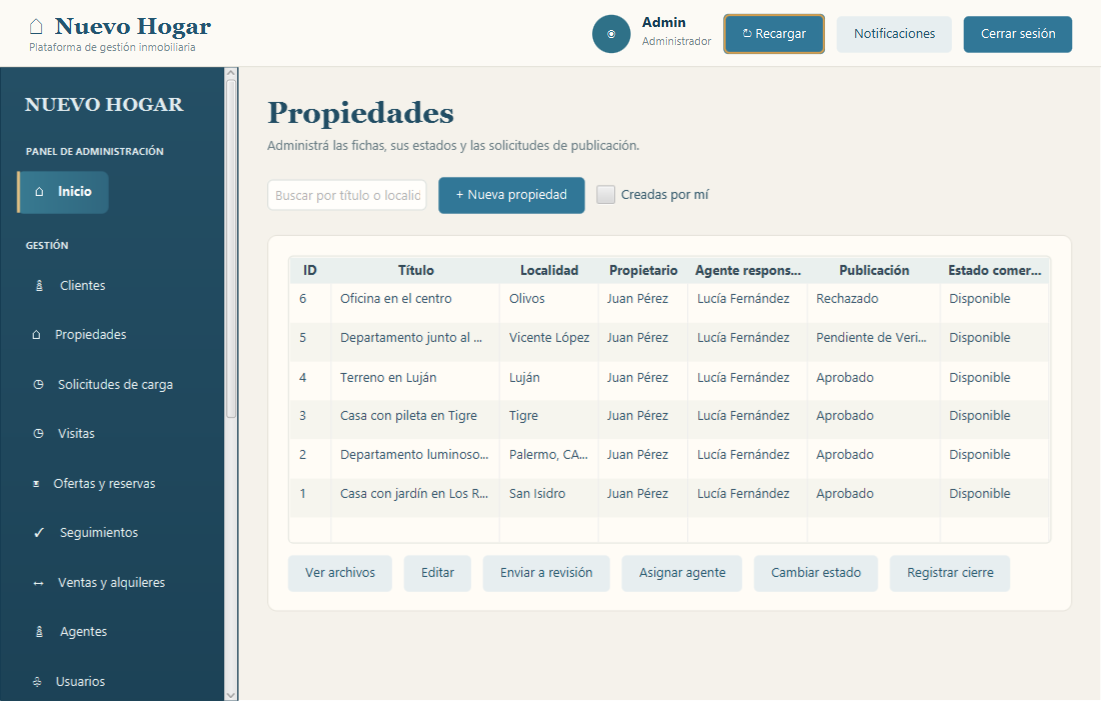 Nuevo Hogar
Plataforma de gestión inmobiliaria
Admin
Administrador
↻ Recargar
Notificaciones
Cerrar sesión
NUEVO HOGAR
PANEL DE ADMINISTRACIÓN
Inicio
GESTIÓN
Clientes
Propiedades
Solicitudes de carga
Visitas
Ofertas y reservas
Seguimientos
Ventas y alquileres
Agentes
Usuarios
Propiedades
Administrá las fichas, sus estados y las solicitudes de publicación.
Buscar por título o localid
+ Nueva propiedad
Creadas por mí
ID Título Localidad Propietario Agente respons... Publicación Estado comer...
6 Oficina en el centro Olivos Juan Pérez Lucía Fernández Rechazado Disponible
5 Departamento junto al ... Vicente López Juan Pérez Lucía Fernández Pendiente de Veri... Disponible
4 Terreno en Luján Luján Juan Pérez Lucía Fernández Aprobado Disponible
3 Casa con pileta en Tigre Tigre Juan Pérez Lucía Fernández Aprobado Disponible
2 Departamento luminoso... Palermo, CA... Juan Pérez Lucía Fernández Aprobado Disponible
1 Casa con jardín en Los R... San Isidro Juan Pérez Lucía Fernández Aprobado Disponible
Ver archivos
Editar
Enviar a revisión
Asignar agente
Cambiar estado
Registrar cierre